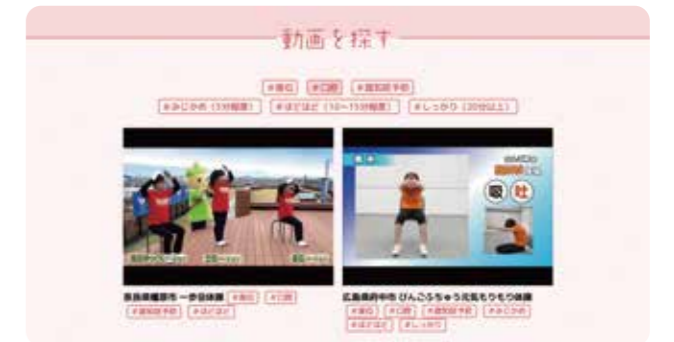 動画を探す
#座位 #口腔 #認知症予防
#みじかめ(5分程度) #ほどほど(10~15分程度) #しっかり(20分以上)
吸 吐
奈良県橿原市 一歩会体操 #座位 #口腔
#認知症予防 #ほどほど
広島県府中市 びんごふちゅう元気もりもり体操
#座位 #口腔 #認知症予防 #みじかめ
#ほどほど #しっかり